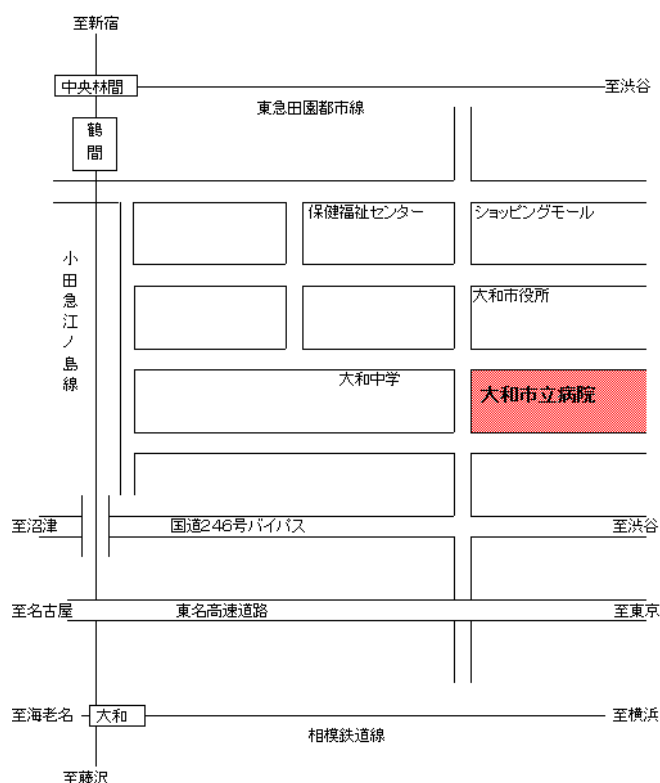 至新宿
中央林間
至渋谷
東急田園都市線
鶴間
保健福祉センター
ショッピングモール
小田急江ノ島線
大和市役所
大和中学
大和市立病院
至沼津
国道246号バイパス
至渋谷
至名古屋
東名高速道路
至東京
至海老名
大和
至横浜
相模鉄道線
至藤沢